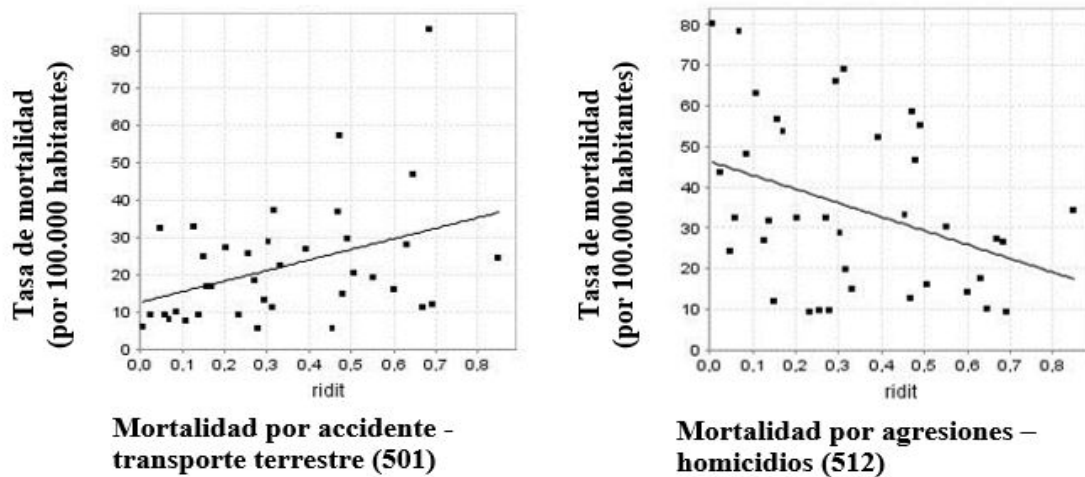 Tasa de mortalidad
(por 100.000 habitantes)
80
70
60
50
40
30
20
10
0
0,0 0,1 0,2 0,3 0,4 0,5 0,6 0,7 0,8
ridit
Mortalidad por accidente -
transporte terrestre (501)
Tasa de mortalidad
(por 100.000 habitantes)
80
70
60
50
40
30
20
10
0
0,0 0,1 0,2 0,3 0,4 0,5 0,6 0,7 0,8
ridit
Mortalidad por agresiones –
homicidios (512)